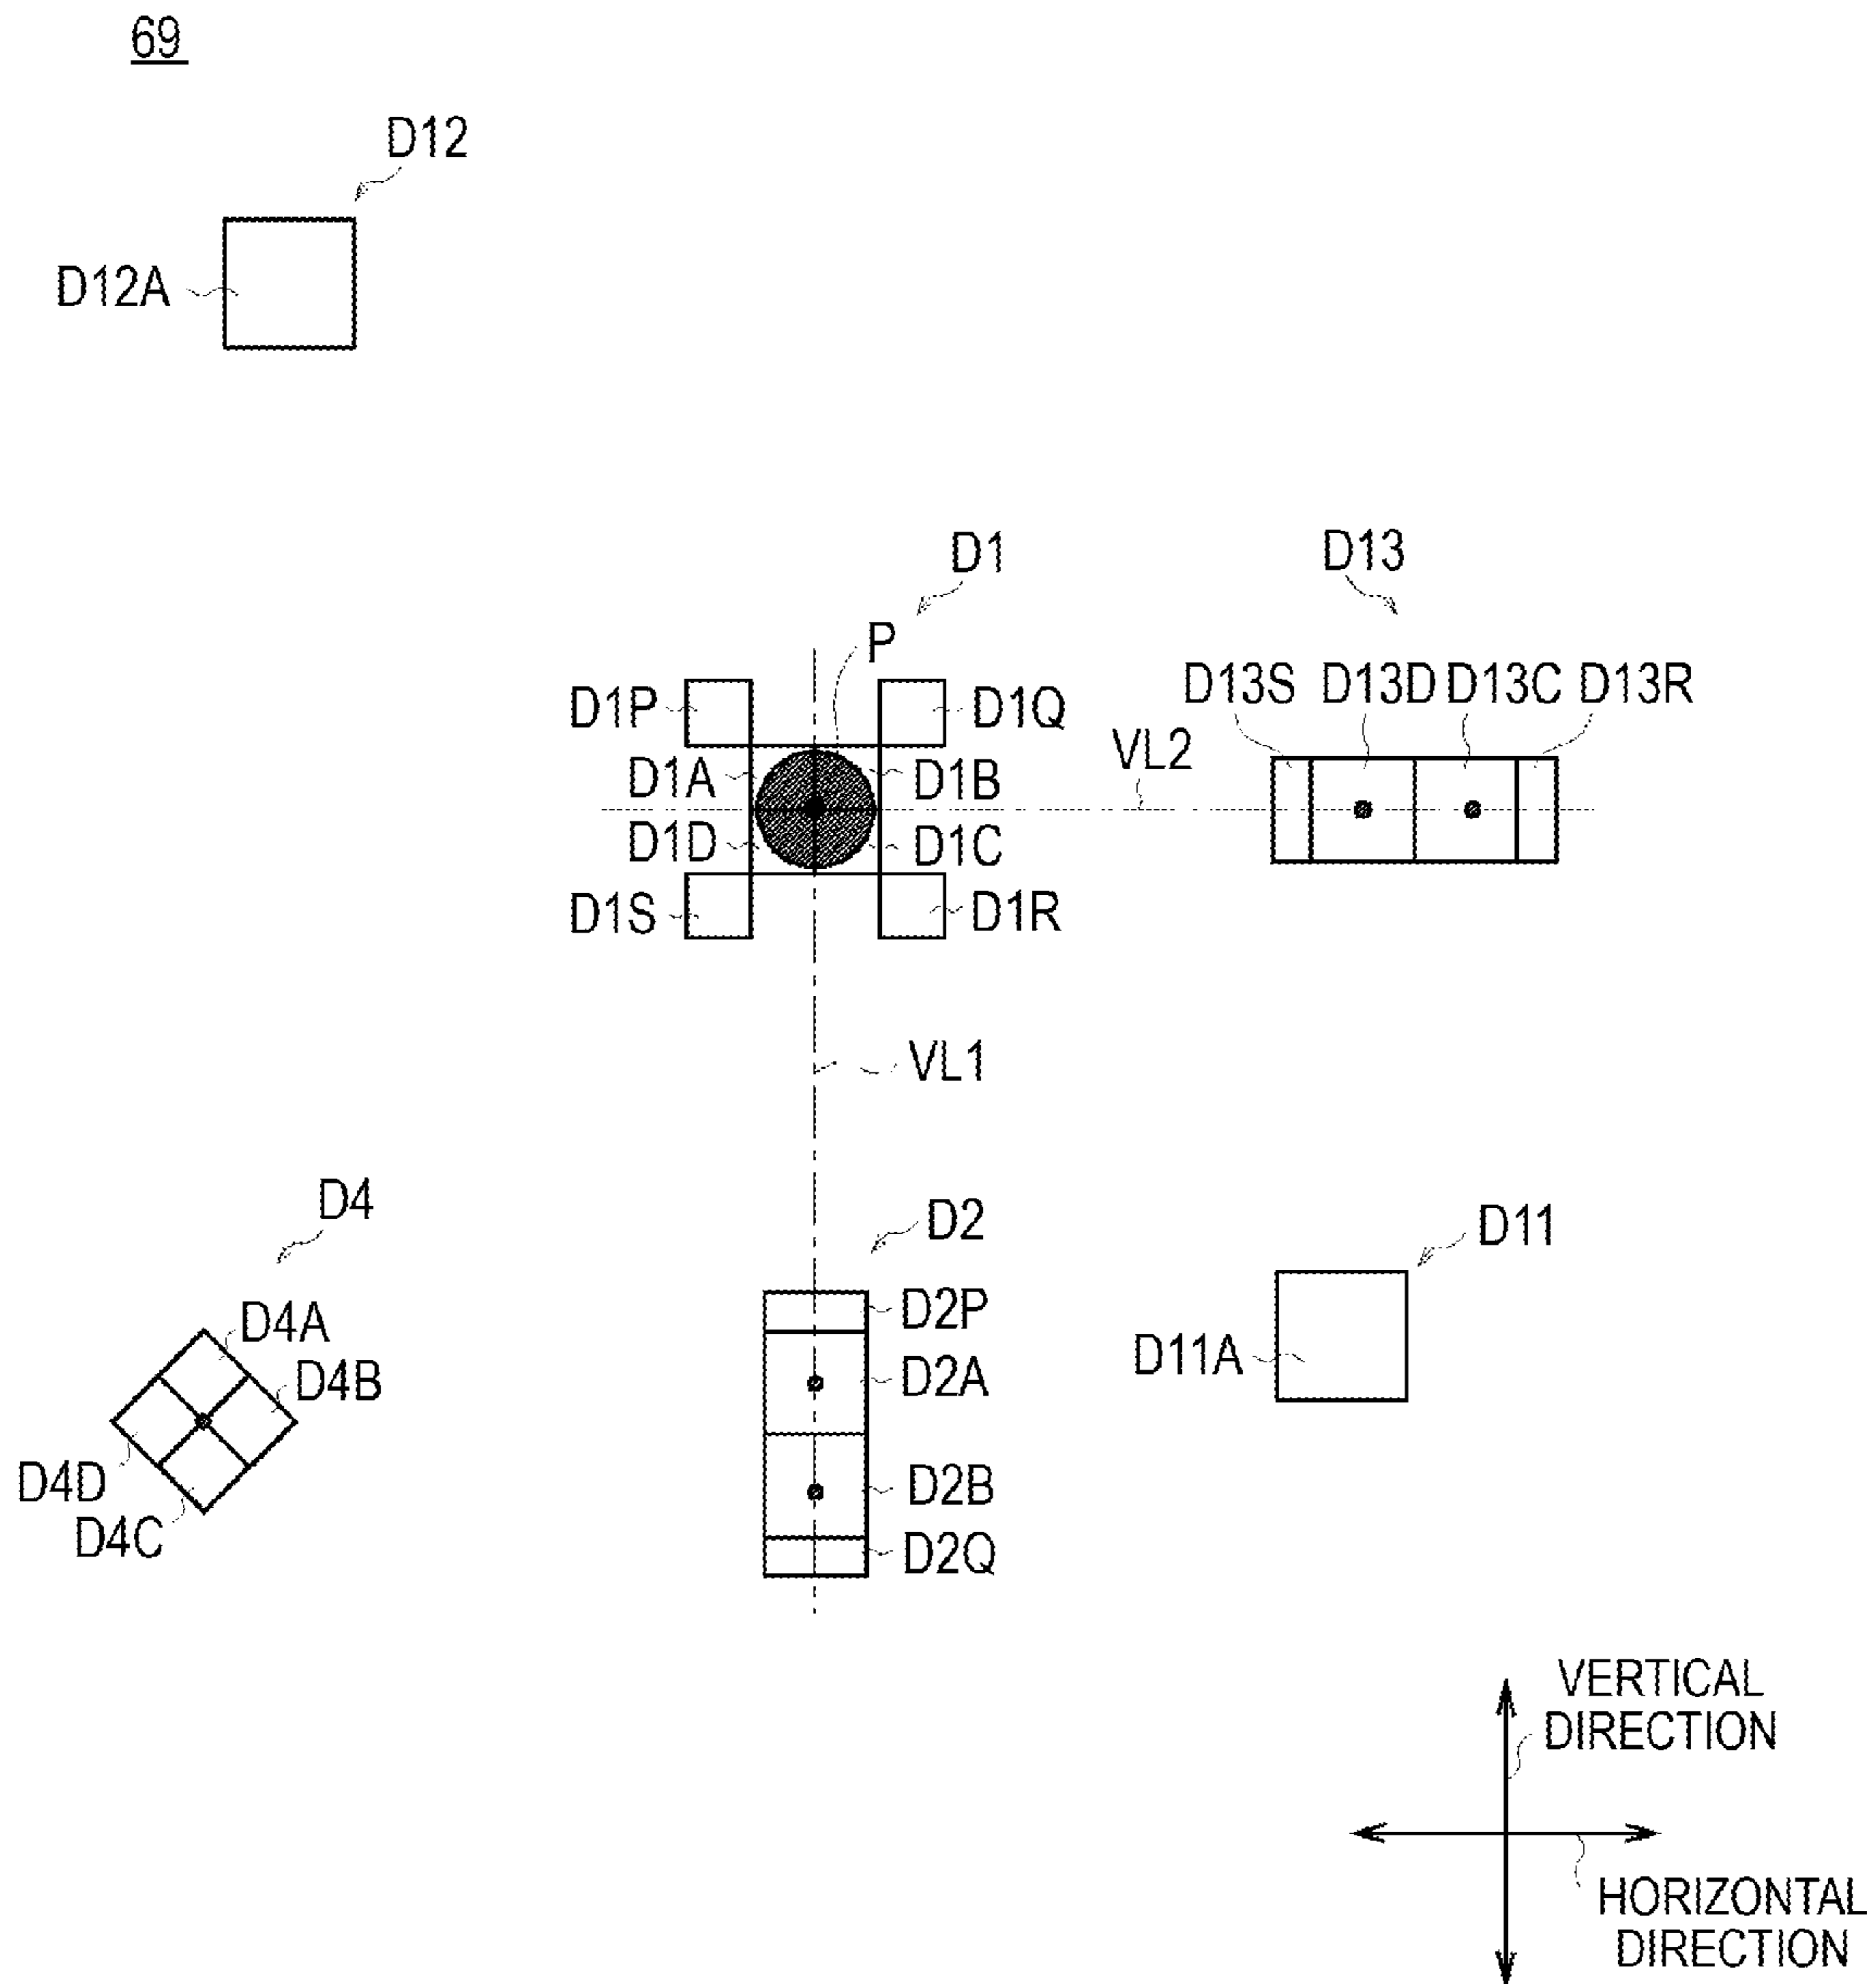 69
D12
D12A
D1
D13
P
D13S D13D D13C D13R
D1P
D1Q
VL2
D1A
D1B
D1D
D1C
D1S
D1R
VL1
D4
D2
D11
D4A
D2P
D4B
D2A
D11A
D4D
D2B
D4C
D2Q
VERTICAL
DIRECTION
HORIZONTAL
DIRECTION